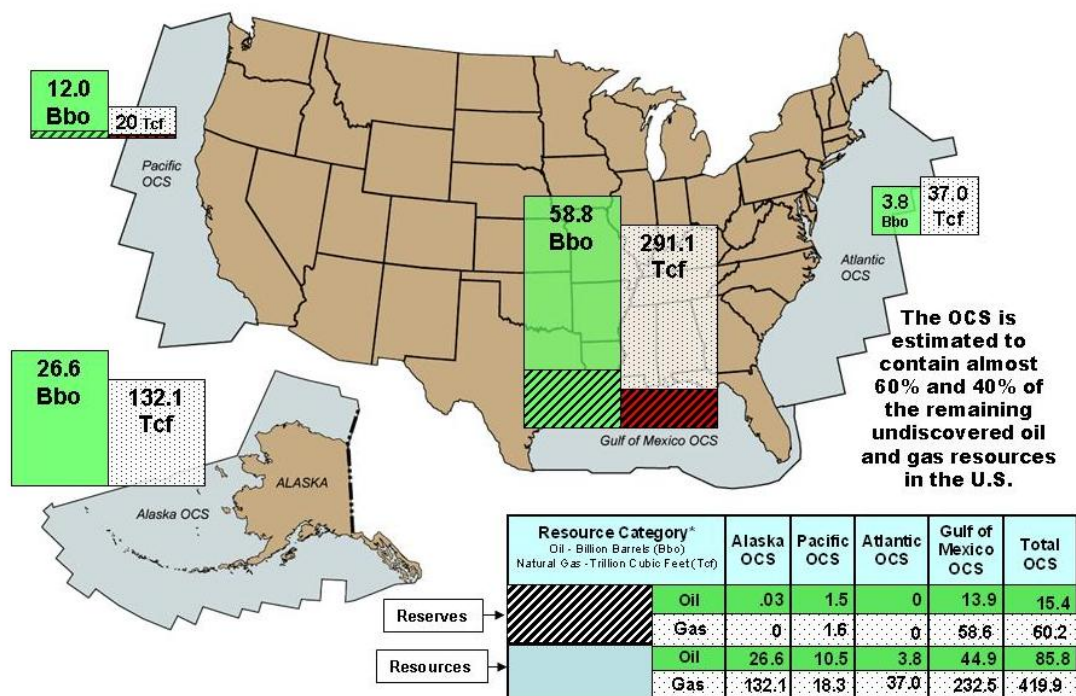 12.0
Bbo
20 Tcf
Pacific
OCS
58.8
Bbo
291.1
Tcf
3.8
Bbo
37.0
Tcf
Atlantic
OCS
The OCS is
estimated to
contain almost
60% and 40% of
the remaining
undiscovered oil
and gas resources
in the U.S.
Gulf of Mexico OCS
26.6
Bbo
132.1
Tcf
ALASKA
Alaska OCS
Resource Category*
Oil - Billion Barrels (Bbo)
Natural Gas - Trillion Cubic Feet (Tcf)
Alaska
OCS
Pacific
OCS
Atlantic
OCS
Gulf of
Mexico
OCS
Total
OCS
Reserves
Oil .03 1.5 0 13.9 15.4
Gas 0 1.6 0 58.6 60.2
Resources
Oil 26.6 10.5 3.8 44.9 85.8
Gas 132.1 18.3 37.0 232.5 419.9